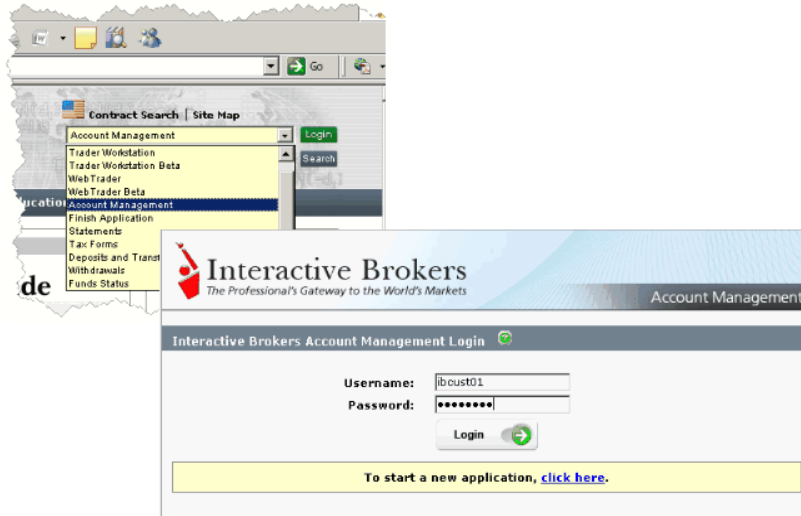 Go
Contract Search | Site Map
Account Management
Login
Trader Workstation
Trader Workstation Beta
WebTrader
WebTrader Beta
Account Management
Finish Application
Statements
Tax Forms
Deposits and
Withdrawals
Funds Status
Search
de
Interactive Brokers
The Professional's Gateway to the World's Markets
Account Management
Interactive Brokers Account Management Login
Username: ibcust01
Password: ••••••••
Login
To start a new application, click here.